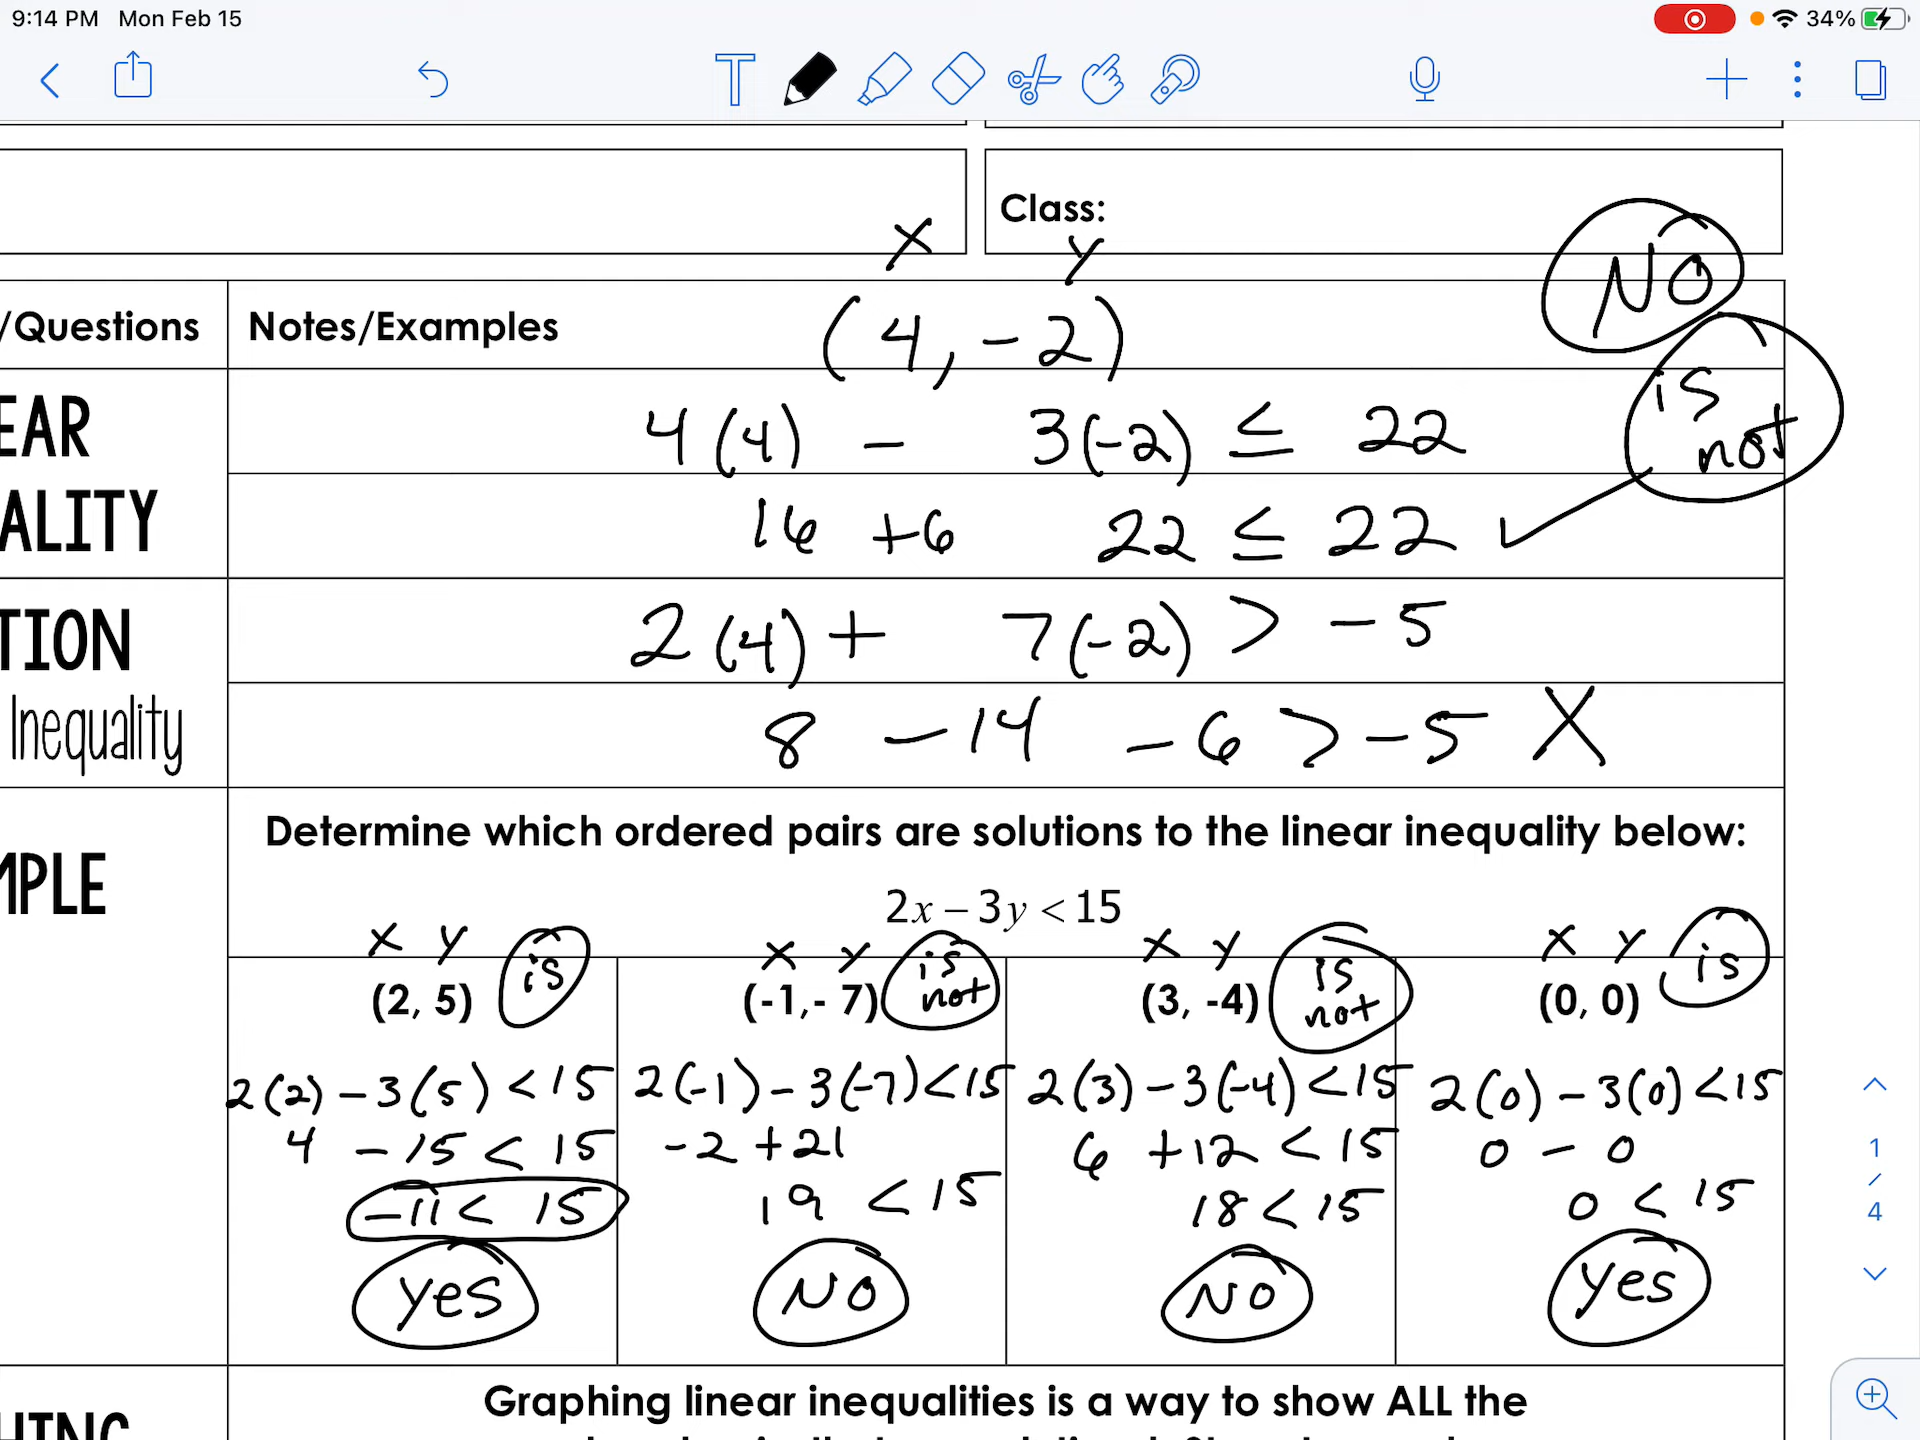 9:14 PM Mon Feb 15
34%
T
Class:
X Y
NO
/Questions
Notes/Examples
(4, -2)
is
not
EAR
ALITY
4(4) - 3(-2) ≤ 22
16 +6 22 ≤ 22 ✓
TION
Inequality
2(4)+ 7(-2) > -5
8 -14 -6 > -5 X
MPLE
Determine which ordered pairs are solutions to the linear inequality below:
2x - 3y < 15
X Y is
(2, 5)
2(2) - 3(5) < 15
4 - 15 < 15
-11 < 15
yes
X Y is
not
(-1,- 7)
2(-1) - 3(-7) < 15
-2 +21
19 < 15
NO
X Y is
not
(3, -4)
2(3) - 3(-4) < 15
6 +12 < 15
18 < 15
NO
X Y is
(0, 0)
2(0) - 3(0) < 15
0 - 0
0 < 15
yes
1
/
4
Graphing linear inequalities is a way to show ALL the